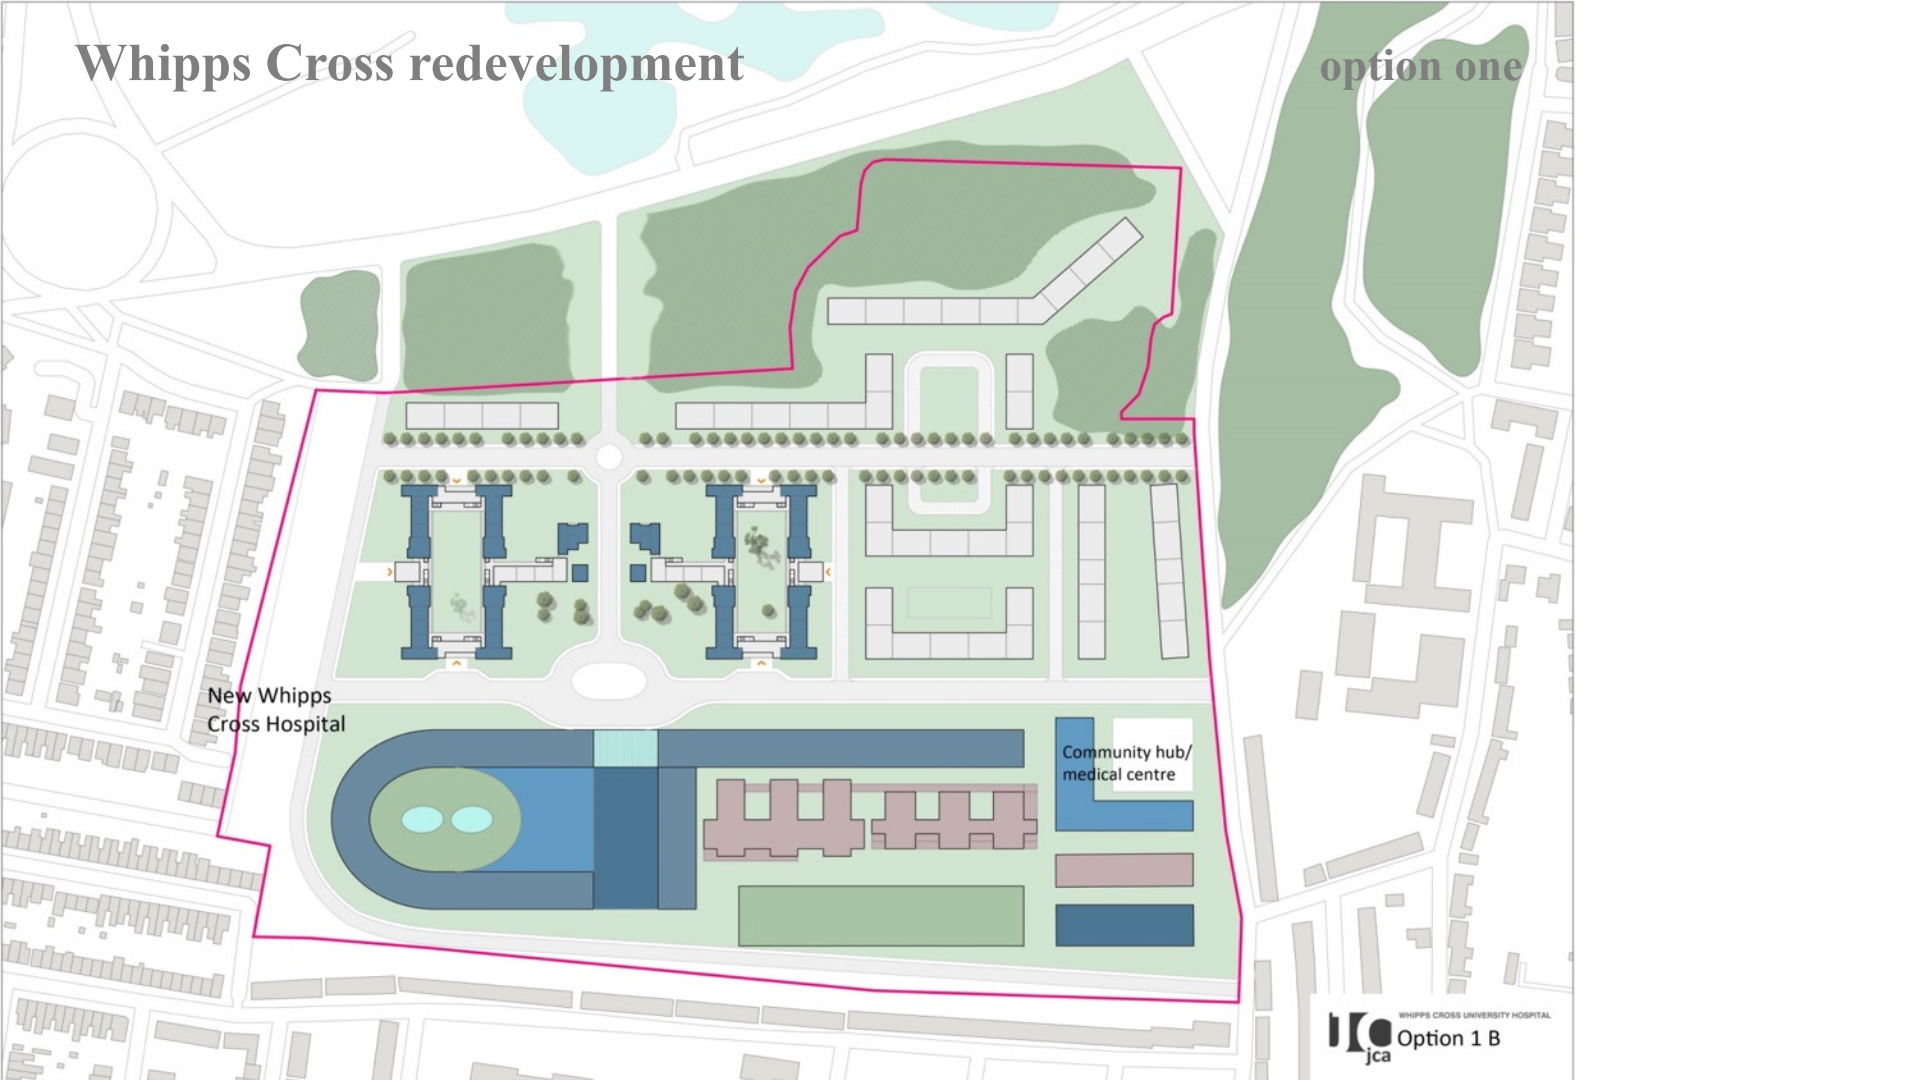 Whipps Cross redevelopment
option one
New Whipps
Cross Hospital
Community hub/
medical centre
WHIPPS CROSS UNIVERSITY HOSPITAL
Option 1 B
jca